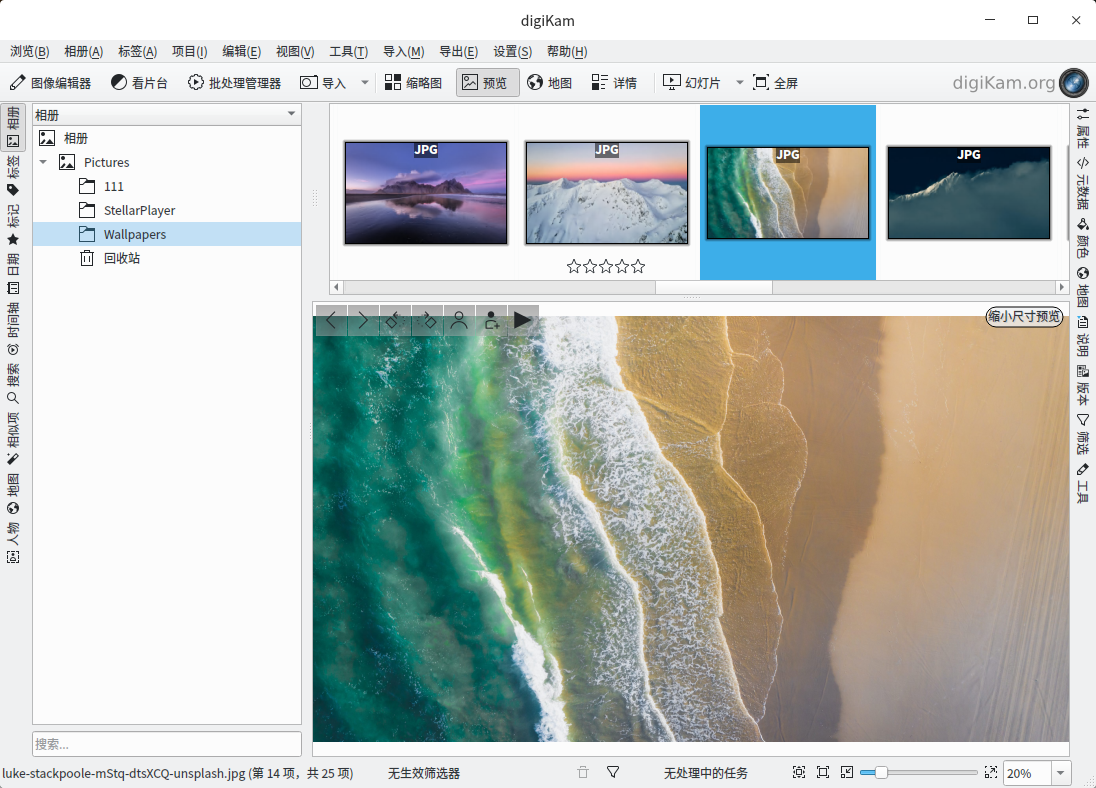 digiKam
浏览(B) 相册(A) 标签(A) 项目(I) 编辑(E) 视图(V) 工具(T) 导入(M) 导出(E) 设置(S) 帮助(H)
图像编辑器 看片台 批处理管理器 导入 缩略图 预览 地图 详情 幻灯片 全屏 digiKam.org
相册
标签
标记
日期
时间轴
搜索
相似项
地图
人物
相册
相册
Pictures
111
StellarPlayer
Wallpapers
回收站
搜索...
JPG JPG JPG JPG
缩小尺寸预览
属性
元数据
颜色
地图
说明
版本
筛选
工具
luke-stackpoole-mStq-dtsXCQ-unsplash.jpg (第 14 项，共 25 项) 无生效筛选器 无处理中的任务 20%